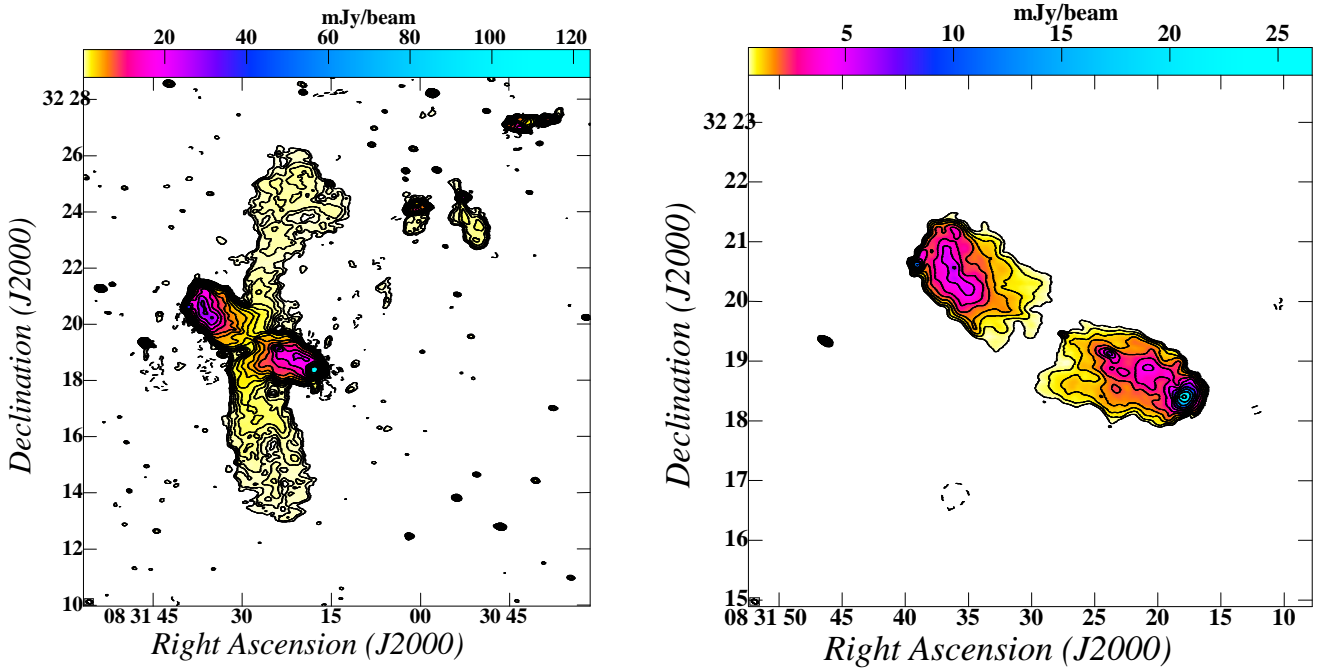 mJy/beam
20 40 60 80 100 120
32 28
26
24
22
20
18
16
14
12
10
Declination (J2000)
08 31 45 30 15 00 30 45
Right Ascension (J2000)
mJy/beam
5 10 15 20 25
32 23
22
21
20
19
18
17
16
15
Declination (J2000)
08 31 50 45 40 35 30 25 20 15 10
Right Ascension (J2000)